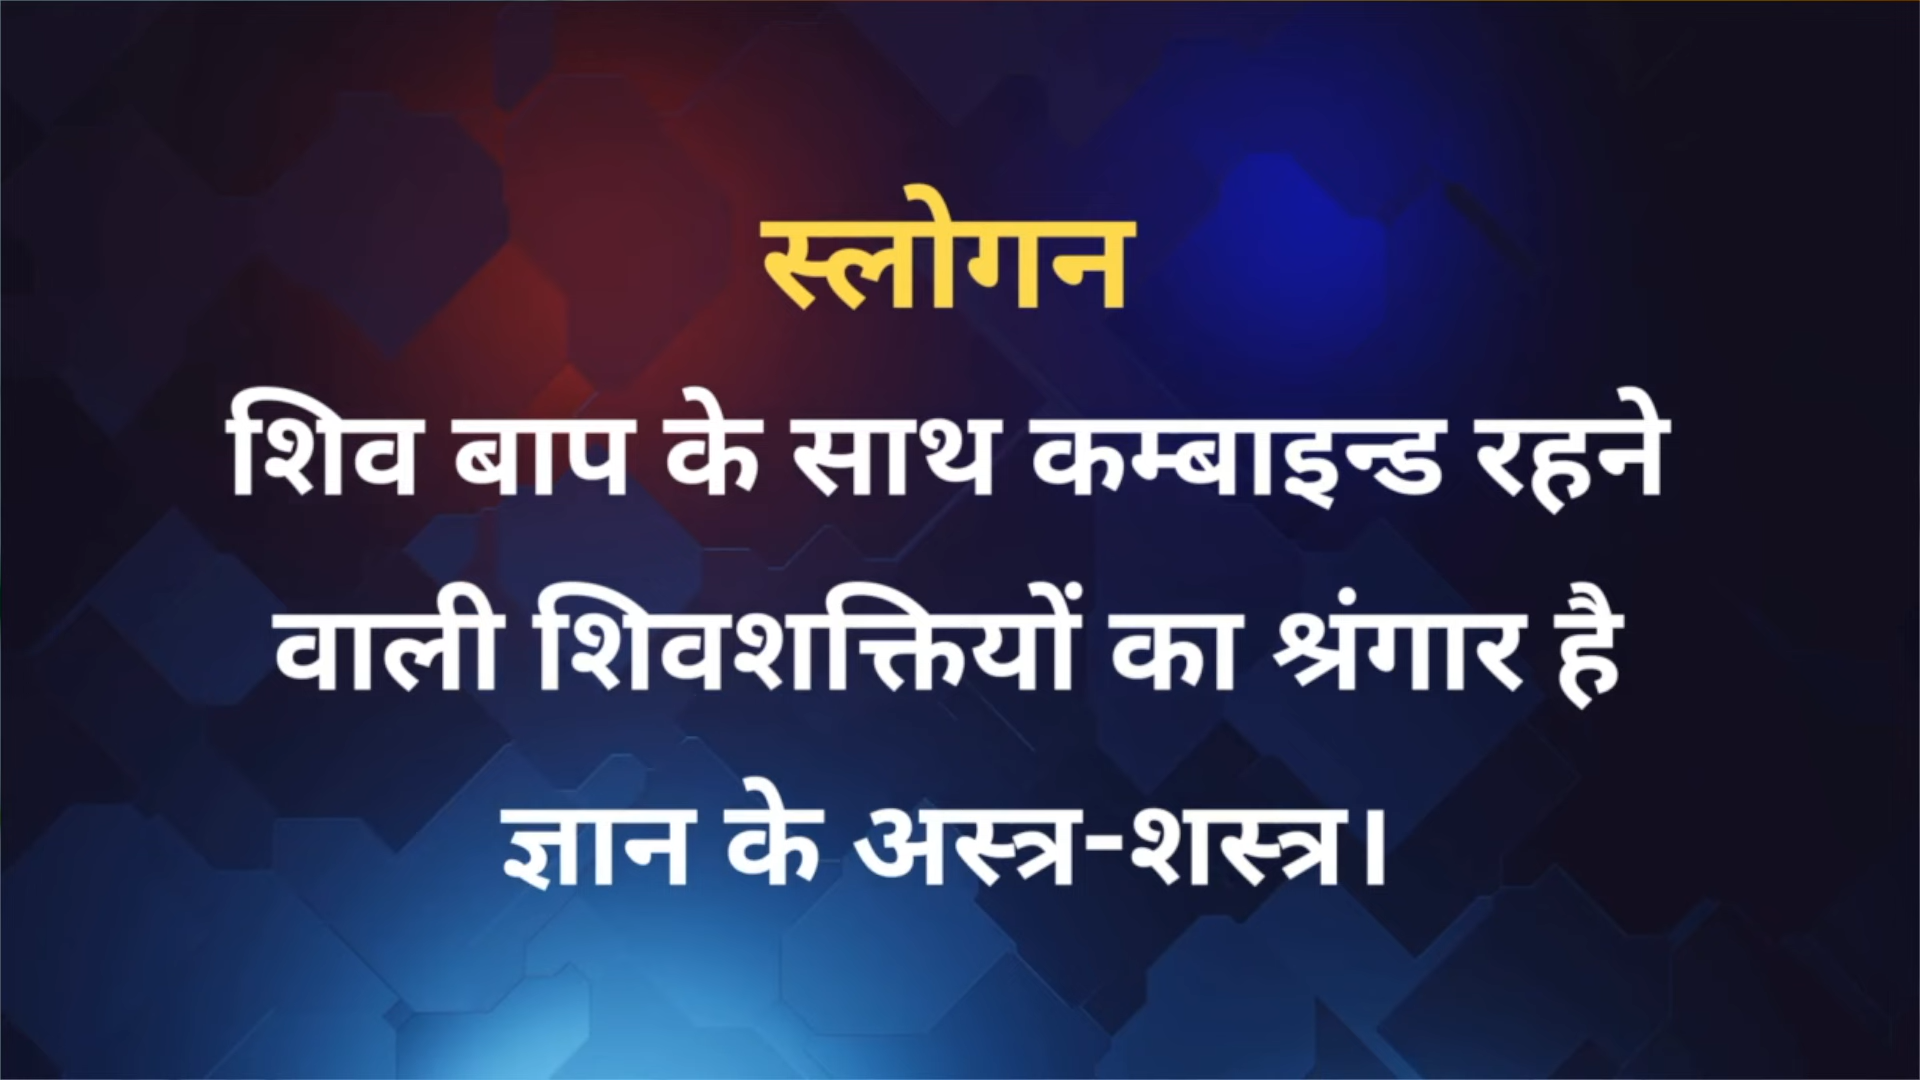 स्लोगन
शिव बाप के साथ कम्बाइन्ड रहने
वाली शिवशक्तियों का श्रंगार है
ज्ञान के अस्त्र-शस्त्र।